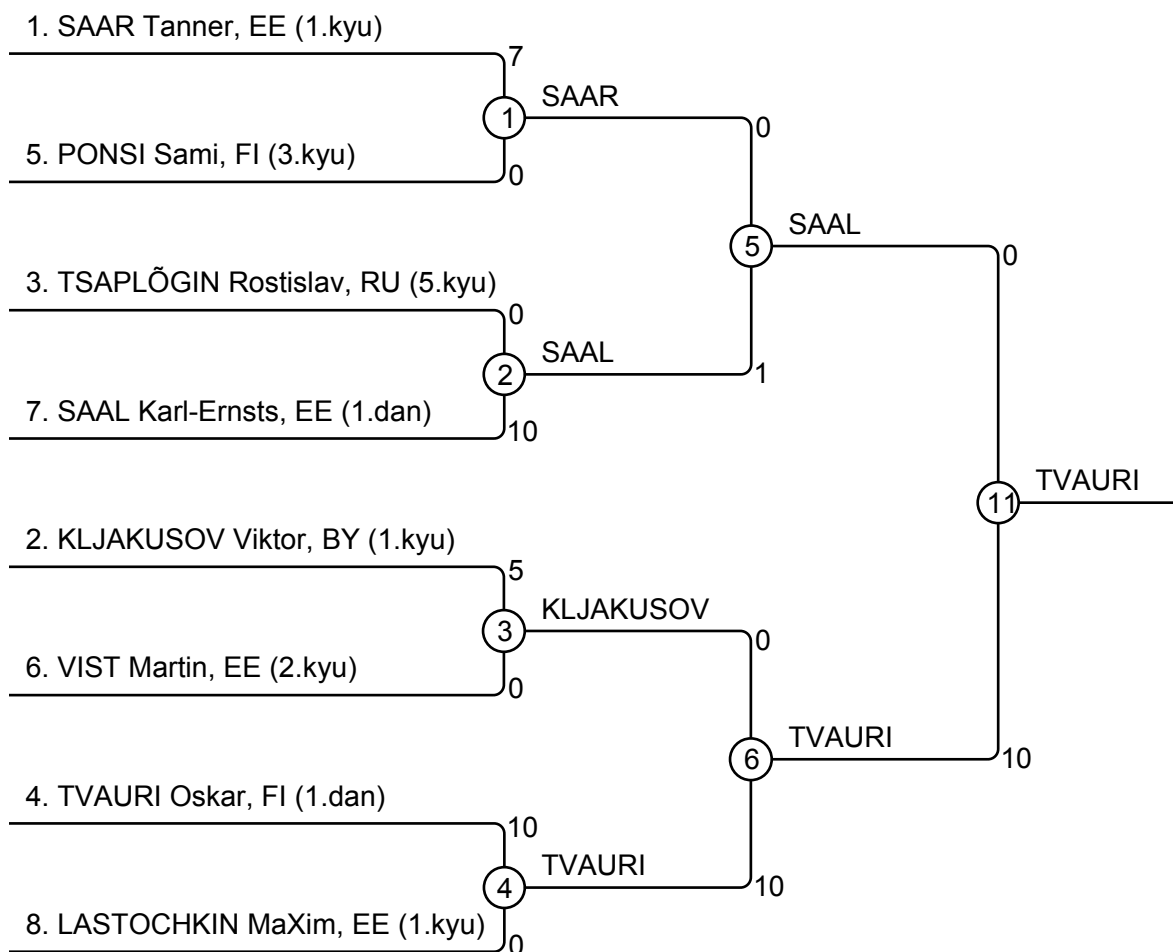 1. SAAR Tanner, EE (1.kyu)
7
1
SAAR
0
5. PONSI Sami, FI (3.kyu)
0
5
SAAL
0
3. TSAPLÕGIN Rostislav, RU (5.kyu)
0
2
SAAL
1
7. SAAL Karl-Ernsts, EE (1.dan)
10
11
TVAURI
2. KLJAKUSOV Viktor, BY (1.kyu)
5
3
KLJAKUSOV
0
6. VIST Martin, EE (2.kyu)
0
6
TVAURI
10
4. TVAURI Oskar, FI (1.dan)
10
4
TVAURI
10
8. LASTOCHKIN MaXim, EE (1.kyu)
0